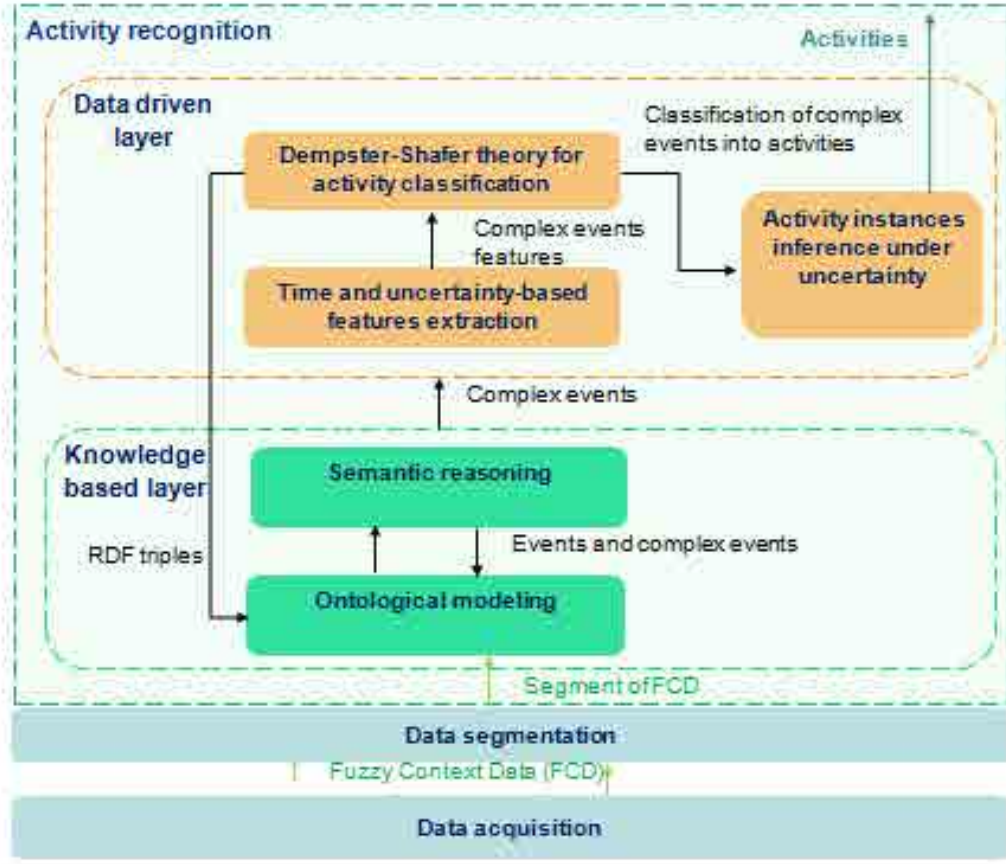 Activity recognition
Activities
Data driven
layer
Classification of complex
events into activities
Dempster-Shafer theory for
activity classification
Activity instances
inference under
uncertainty
Complex events
features
Time and uncertainty-based
features extraction
Complex events
Knowledge
based layer
Semantic reasoning
RDF triples
Events and complex events
Ontological modeling
Segment of FCD
Data segmentation
Fuzzy Context Data (FCD)
Data acquisition